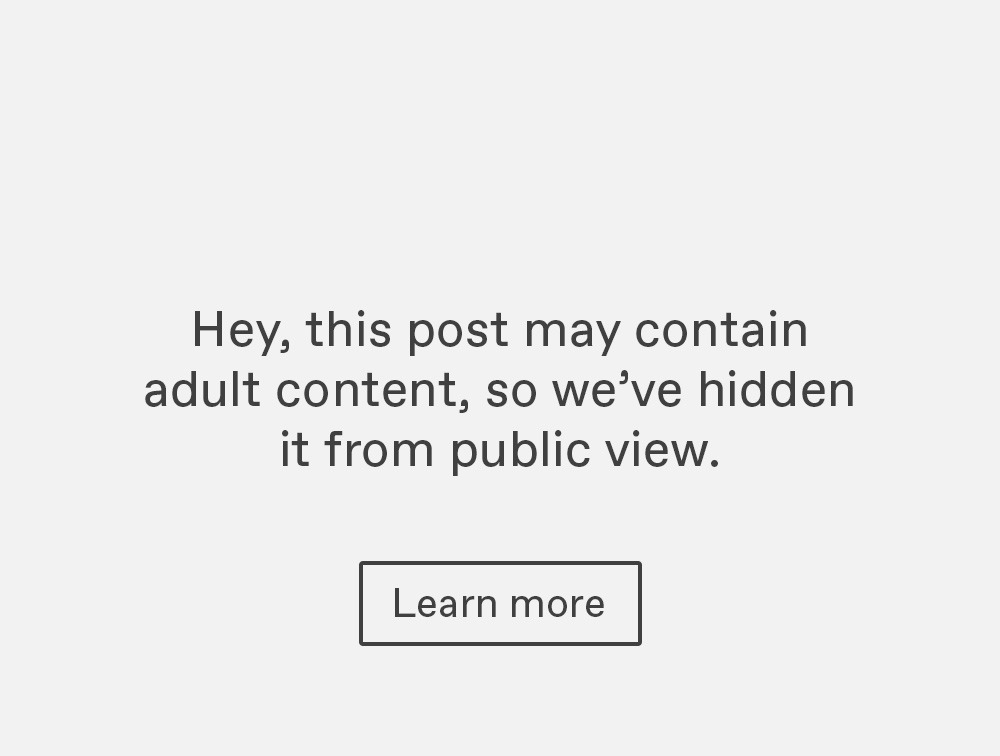 Hey, this post may contain
adult content, so we’ve hidden
it from public view.
Learn more